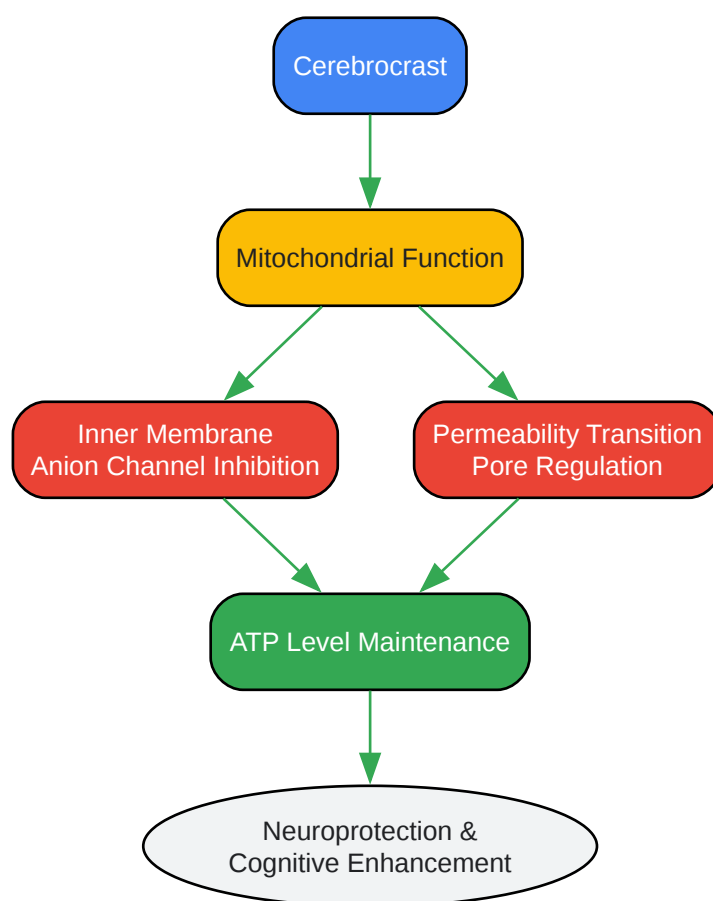 Cerebrocrast
Mitochondrial Function
Inner Membrane
Anion Channel Inhibition
Permeability Transition
Pore Regulation
ATP Level Maintenance
Neuroprotection &
Cognitive Enhancement